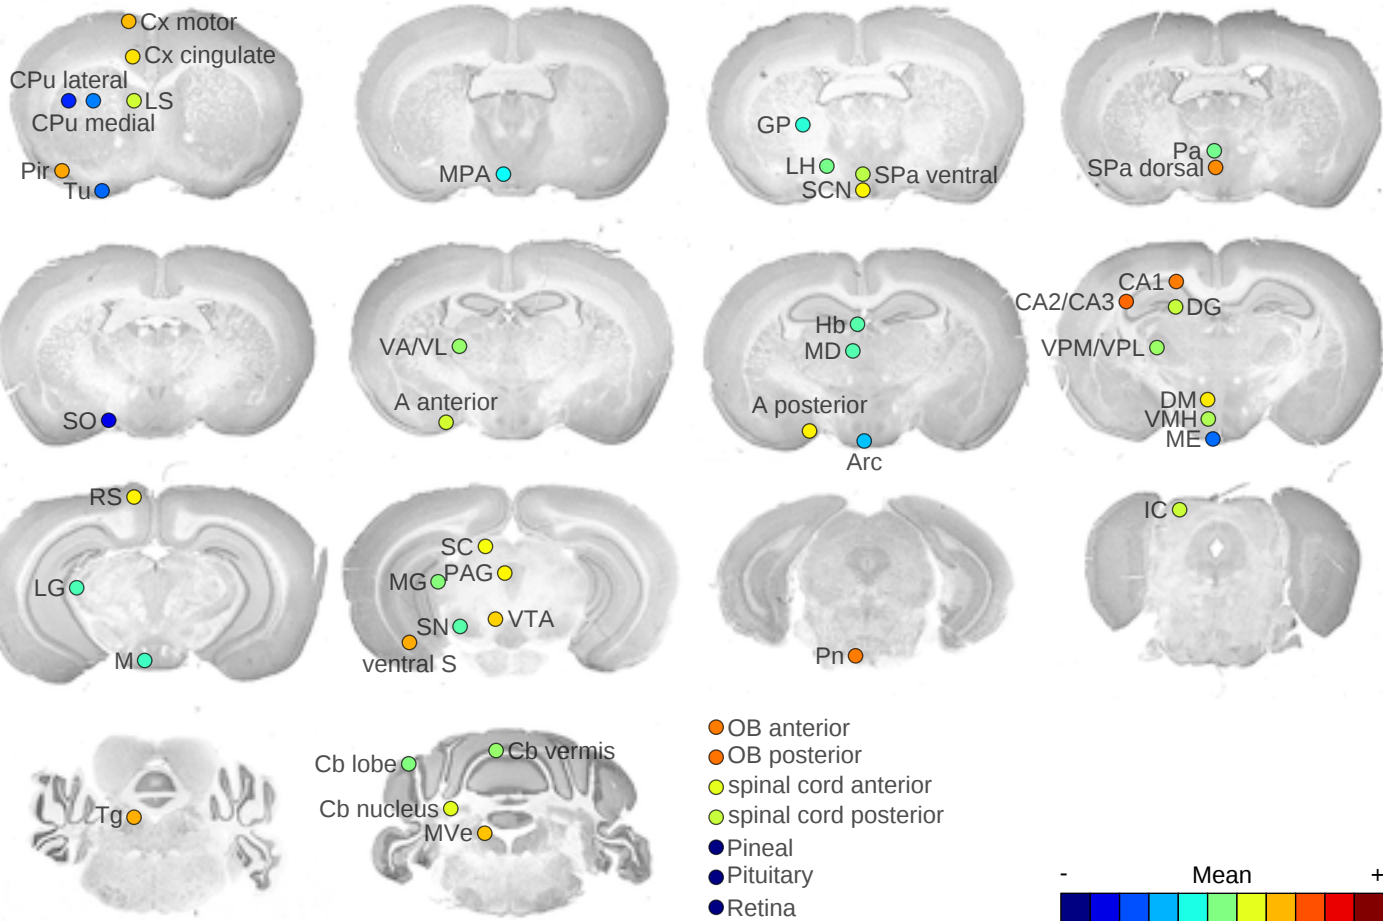 Cx motor
Cx cingulate
CPu lateral
LS
CPu medial
Pir
Tu
MPA
GP
LH
SPa ventral
SCN
Pa
SPa dorsal
SO
VA/VL
A anterior
Hb
MD
A posterior
Arc
CA1
CA2/CA3
DG
VPM/VPL
DM
VMH
ME
RS
LG
M
SC
PAG
MG
VTA
SN
ventral S
Pn
IC
Tg
Cb lobe
Cb vermis
Cb nucleus
MVe
OB anterior
OB posterior
spinal cord anterior
spinal cord posterior
Pineal
Pituitary
Retina
- Mean +